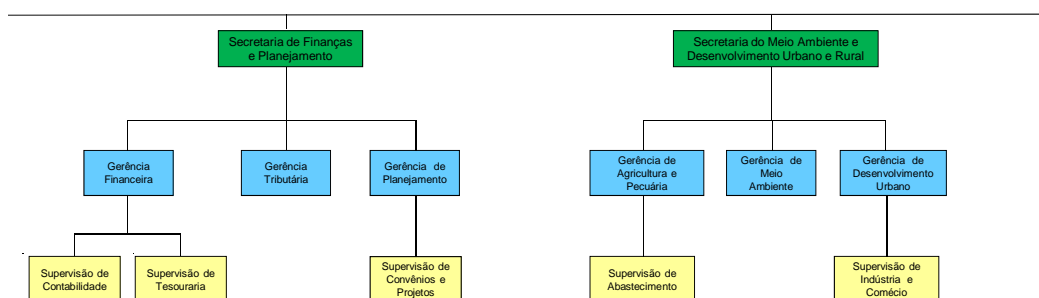 Secretaria de Finanças
e Planejamento
Secretaria do Meio Ambiente e
Desenvolvimento Urbano e Rural
Gerência
Financeira
Gerência
Tributária
Gerência de
Planejamento
Gerência de
Agricultura e
Pecuária
Gerência de
Meio
Ambiente
Gerência de
Desenvolvimento
Urbano
Supervisão de
Contabilidade
Supervisão de
Tesouraria
Supervisão de
Convênios e
Projetos
Supervisão de
Abastecimento
Supervisão de
Indústria e
Comécio